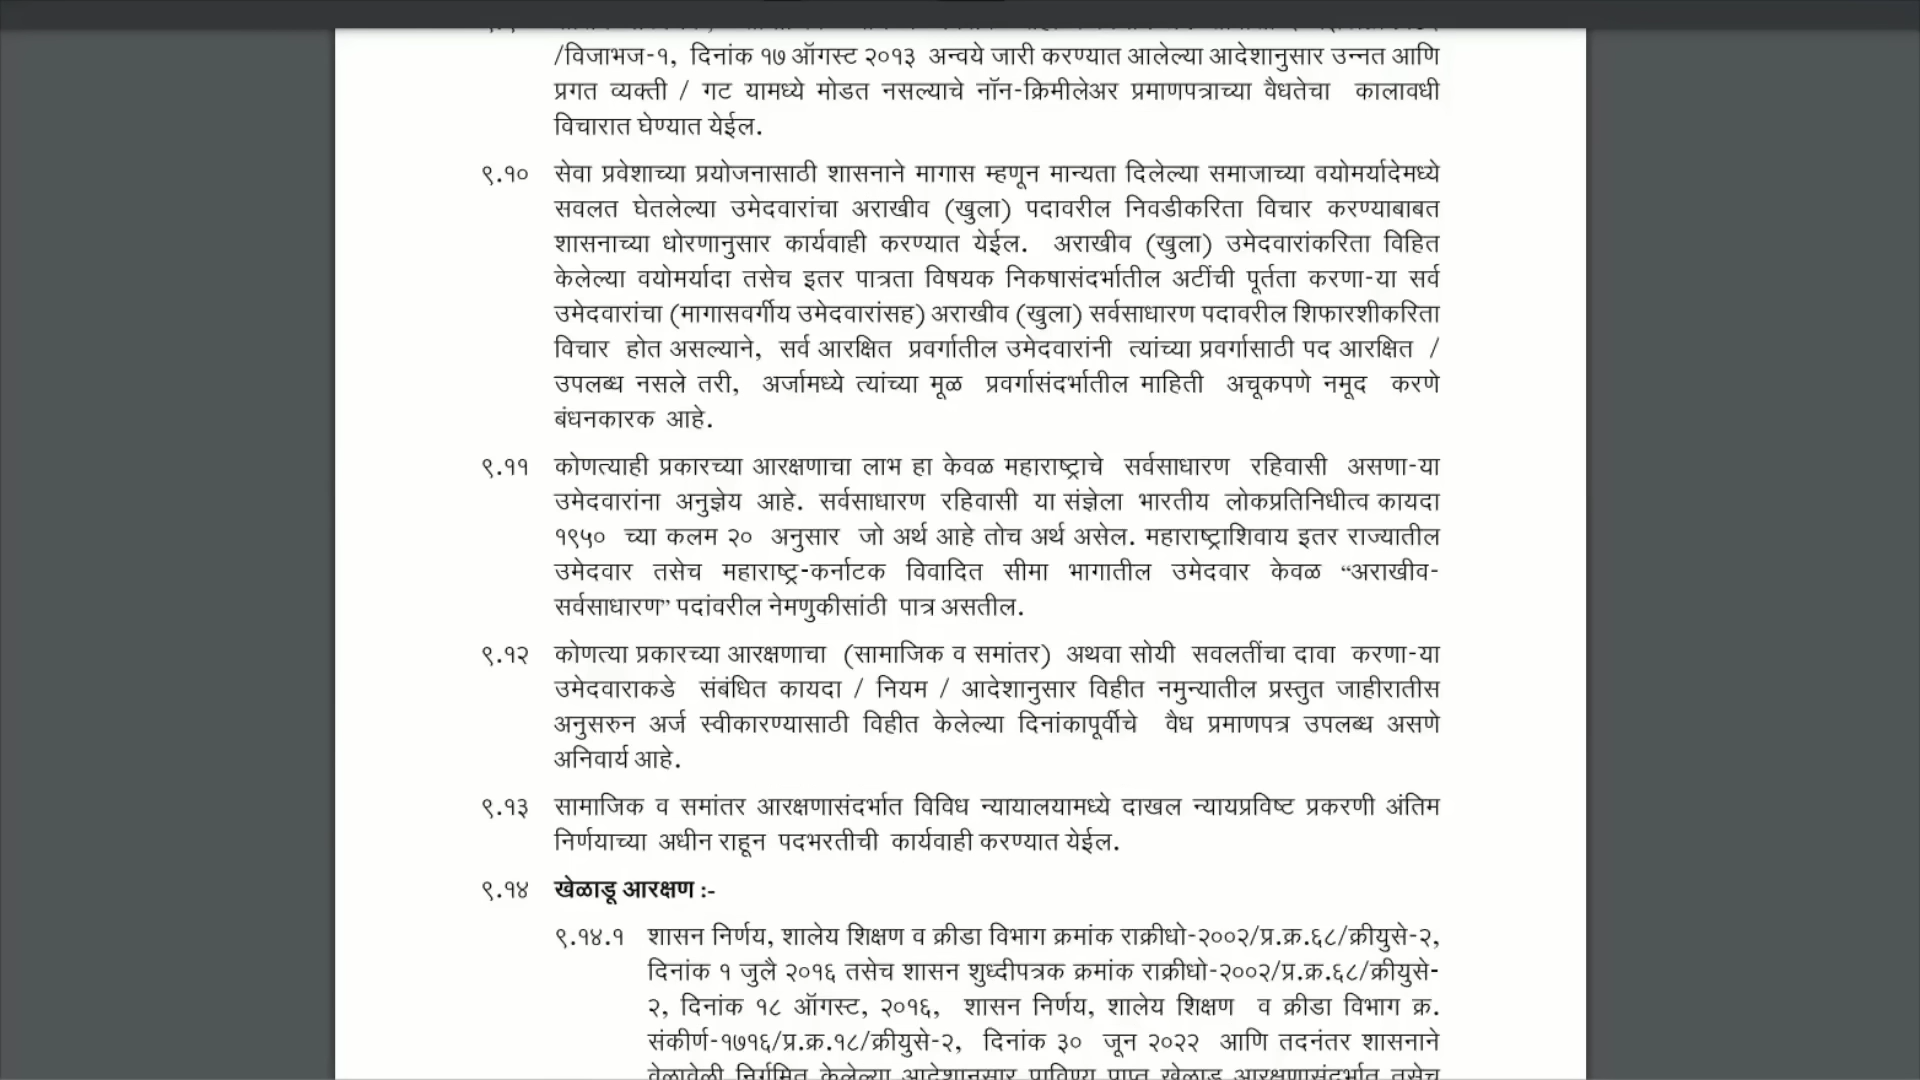 /विजाभज-१, दिनांक १७ ऑगस्ट २०१३ अन्वये जारी करण्यात आलेल्या आदेशानुसार उन्नत आणि
प्रगत व्यक्ती / गट यामध्ये मोडत नसल्याचे नॉन-क्रिमीलेअर प्रमाणपत्राच्या वैधतेचा कालावधी
विचारात घेण्यात येईल.
९.१० सेवा प्रवेशाच्या प्रयोजनासाठी शासनाने मागास म्हणून मान्यता दिलेल्या समाजाच्या वयोमर्यादेमध्ये
सवलत घेतलेल्या उमेदवारांचा अराखीव (खुला) पदावरील निवडीकरिता विचार करण्याबाबत
शासनाच्या धोरणानुसार कार्यवाही करण्यात येईल. अराखीव (खुला) उमेदवारांकरिता विहित
केलेल्या वयोमर्यादा तसेच इतर पात्रता विषयक निकषासंदर्भातील अटींची पूर्तता करणा-या सर्व
उमेदवारांचा (मागासवर्गीय उमेदवारांसह) अराखीव (खुला) सर्वसाधारण पदावरील शिफारशीकरिता
विचार होत असल्याने, सर्व आरक्षित प्रवर्गातील उमेदवारांनी त्यांच्या प्रवर्गासाठी पद आरक्षित /
उपलब्ध नसले तरी, अर्जामध्ये त्यांच्या मूळ प्रवर्गासंदर्भातील माहिती अचूकपणे नमूद करणे
बंधनकारक आहे.
९.११ कोणत्याही प्रकारच्या आरक्षणाचा लाभ हा केवळ महाराष्ट्राचे सर्वसाधारण रहिवासी असणा-या
उमेदवारांना अनुज्ञेय आहे. सर्वसाधारण रहिवासी या संज्ञेला भारतीय लोकप्रतिनिधीत्व कायदा
१९५० च्या कलम २० अनुसार जो अर्थ आहे तोच अर्थ असेल. महाराष्ट्राशिवाय इतर राज्यातील
उमेदवार तसेच महाराष्ट्र-कर्नाटक विवादित सीमा भागातील उमेदवार केवळ “अराखीव-
सर्वसाधारण” पदांवरील नेमणुकीसांठी पात्र असतील.
९.१२ कोणत्या प्रकारच्या आरक्षणाचा (सामाजिक व समांतर) अथवा सोयी सवलतींचा दावा करणा-या
उमेदवाराकडे संबंधित कायदा / नियम / आदेशानुसार विहीत नमुन्यातील प्रस्तुत जाहीरातीस
अनुसरुन अर्ज स्वीकारण्यासाठी विहीत केलेल्या दिनांकापूर्वीचे वैध प्रमाणपत्र उपलब्ध असणे
अनिवार्य आहे.
९.१३ सामाजिक व समांतर आरक्षणासंदर्भात विविध न्यायालयामध्ये दाखल न्यायप्रविष्ट प्रकरणी अंतिम
निर्णयाच्या अधीन राहून पदभरतीची कार्यवाही करण्यात येईल.
९.१४ खेळाडू आरक्षण :-
९.१४.१ शासन निर्णय, शालेय शिक्षण व क्रीडा विभाग क्रमांक राक्रीधो-२००२/प्र.क्र.६८/क्रीयुसे-२,
दिनांक १ जुलै २०१६ तसेच शासन शुध्दीपत्रक क्रमांक राक्रीधो-२००२/प्र.क्र.६८/क्रीयुसे-
२, दिनांक १८ ऑगस्ट, २०१६, शासन निर्णय, शालेय शिक्षण व क्रीडा विभाग क्र.
संकीर्ण-१७१६/प्र.क्र.१८/क्रीयुसे-२, दिनांक ३० जून २०२२ आणि तदनंतर शासनाने
वेळावेळी निर्गमित केलेल्या आदेशानुसार प्राविण्य प्राप्त खेळाडू आरक्षणासंदर्भात तसेच